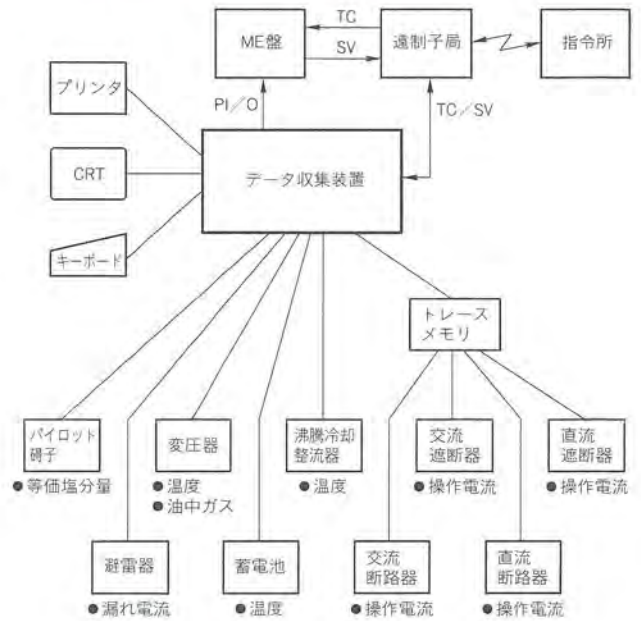 TC
ME盤
SV
遠制子局
指令所
プリンタ
PI／O
TC／SV
CRT
データ収集装置
キーボード
トレース
メモリ
パイロット
碍子
●等価塩分量
変圧器
●温度
●油中ガス
沸騰冷却
整流器
●温度
交流
遮断器
●操作電流
直流
遮断器
●操作電流
避雷器
●漏れ電流
蓄電池
●温度
交流
断路器
●操作電流
直流
断路器
●操作電流